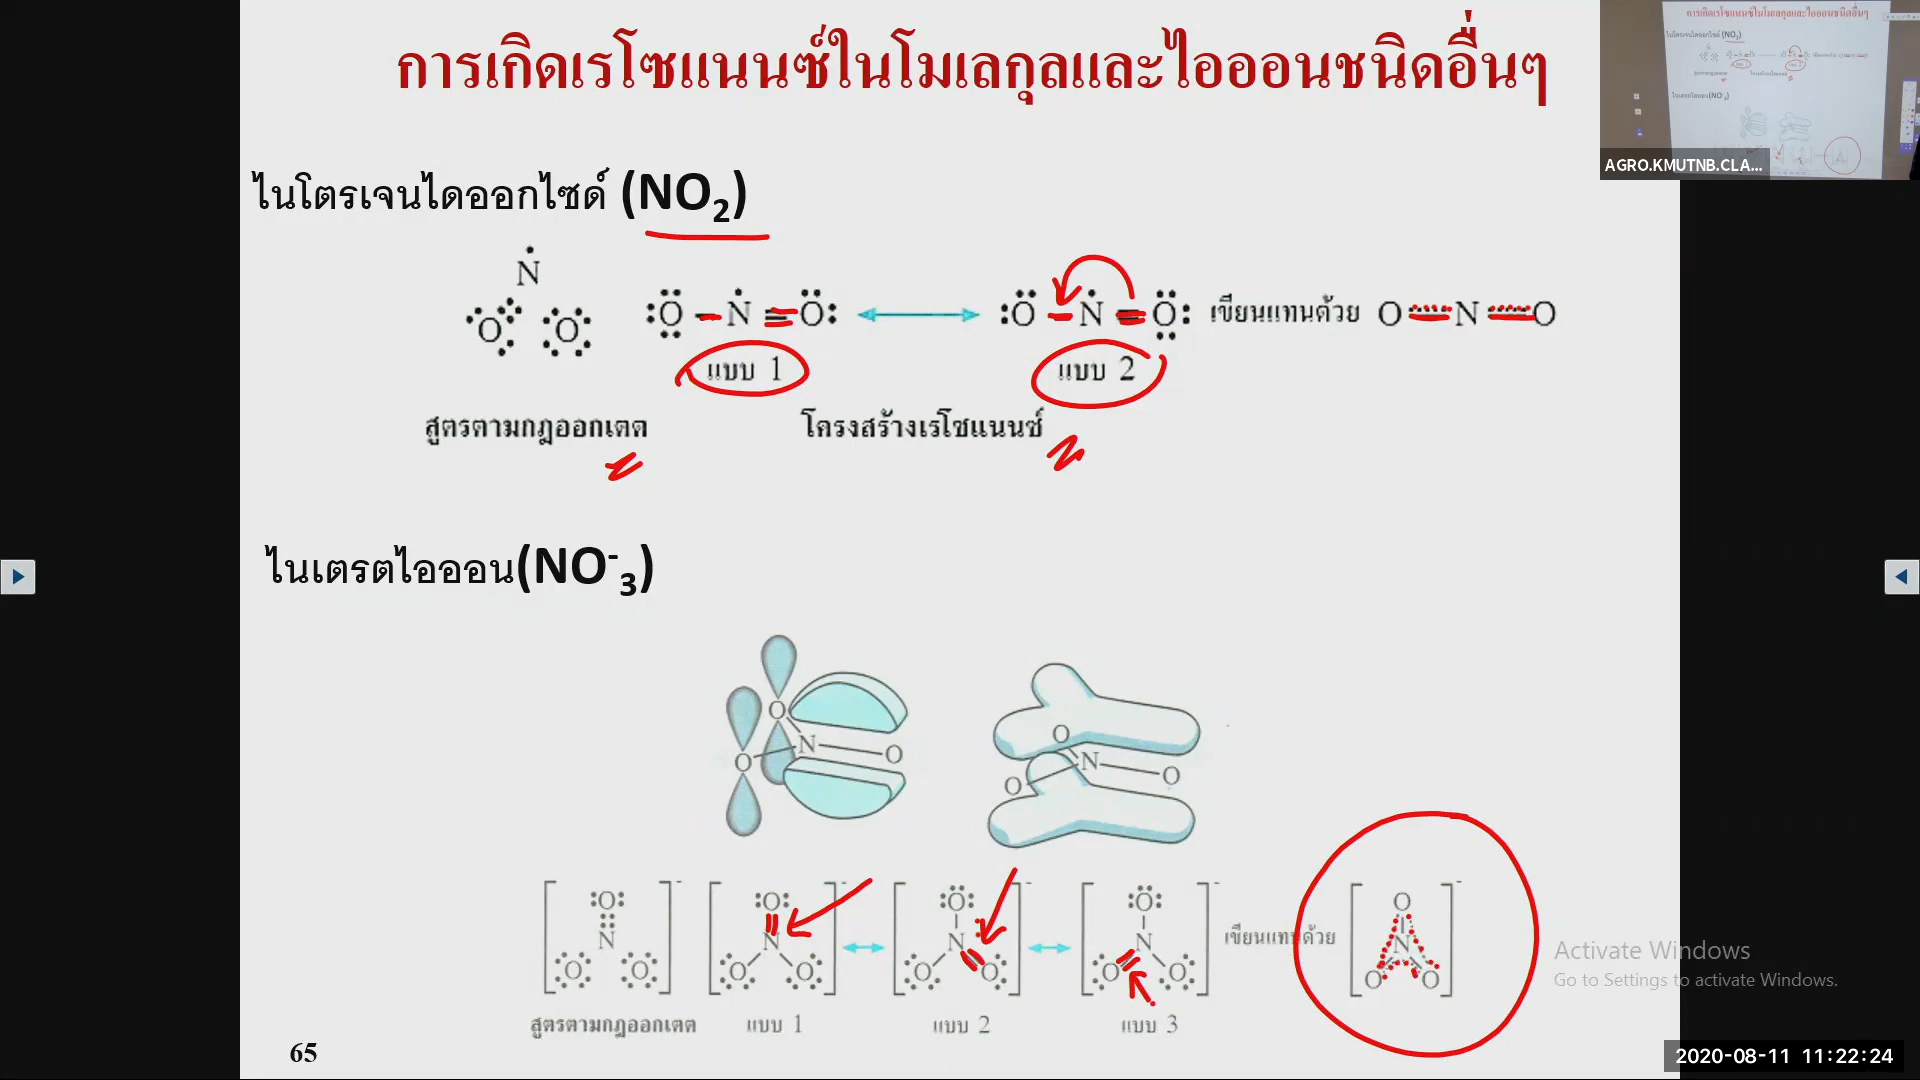 การเกิดเรโซแนนซ์ในโมเลกุลและไอออนชนิดอื่นๆ
AGRO.KMUTNB.CLA...
ไนโตรเจนไดออกไซด์ (NO₂)
N
O O
O N O O N O เขียนแทนด้วย O N O
แบบ 1 แบบ 2
สูตรตามกฎออกเตต โครงสร้างเรโซแนนซ์
ไนเตรตไอออน(NO⁻₃)
O N O O
O N O O
O N O O
O N O O
O N O O
O N O O
เขียนแทนด้วย
O N O O
Activate Windows
Go to Settings to activate Windows.
สูตรตามกฎออกเตต แบบ 1 แบบ 2 แบบ 3
65
2020-08-11 11:22:24